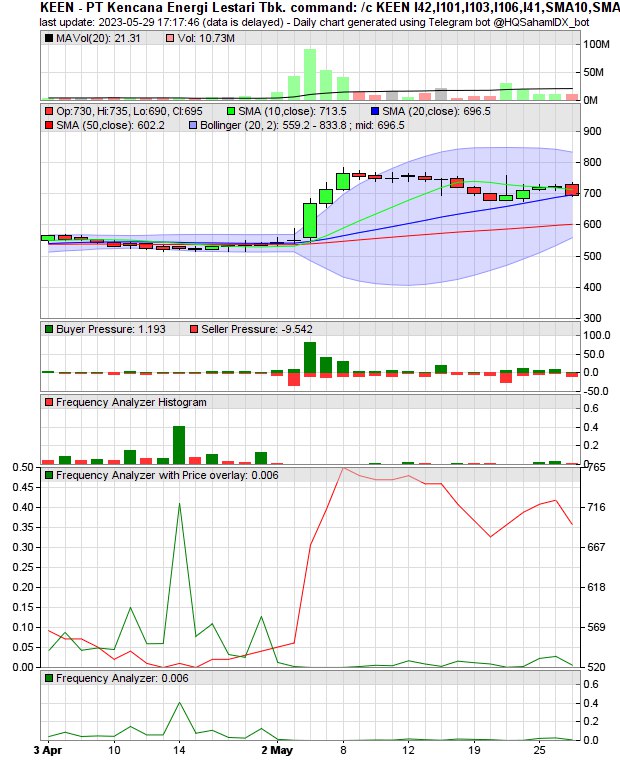 KEEN - PT Kencana Energi Lestari Tbk. command: /c KEEN I42,I101,I103,I106,I41,SMA10,SMA
last update: 2023-05-29 17:17:46 (data is delayed) - Daily chart generated using Telegram bot @HQSahamIDX_bot
MAVol(20): 21.31 Vol: 10.73M
100M
50M
0M
Op:730, Hi:735, Lo:690, Cl:695 SMA (10,close): 713.5 SMA (20,close): 696.5
SMA (50,close): 602.2 Bollinger (20, 2): 559.2 - 833.8; mid: 696.5
900
800
700
600
500
400
300
Buyer Pressure: 1.193 Seller Pressure: -9.542
100.0
50.0
0.0
-50.0
Frequency Analyzer Histogram
0.6
0.4
0.2
0.0
Frequency Analyzer with Price overlay: 0.006
0.50 765
0.45
0.40 716
0.35
0.30 667
0.25
0.20 618
0.15
0.10 569
0.05
0.00 520
Frequency Analyzer: 0.006
0.6
0.4
0.2
0.0
3 Apr 10 14 2 May 8 12 19 25